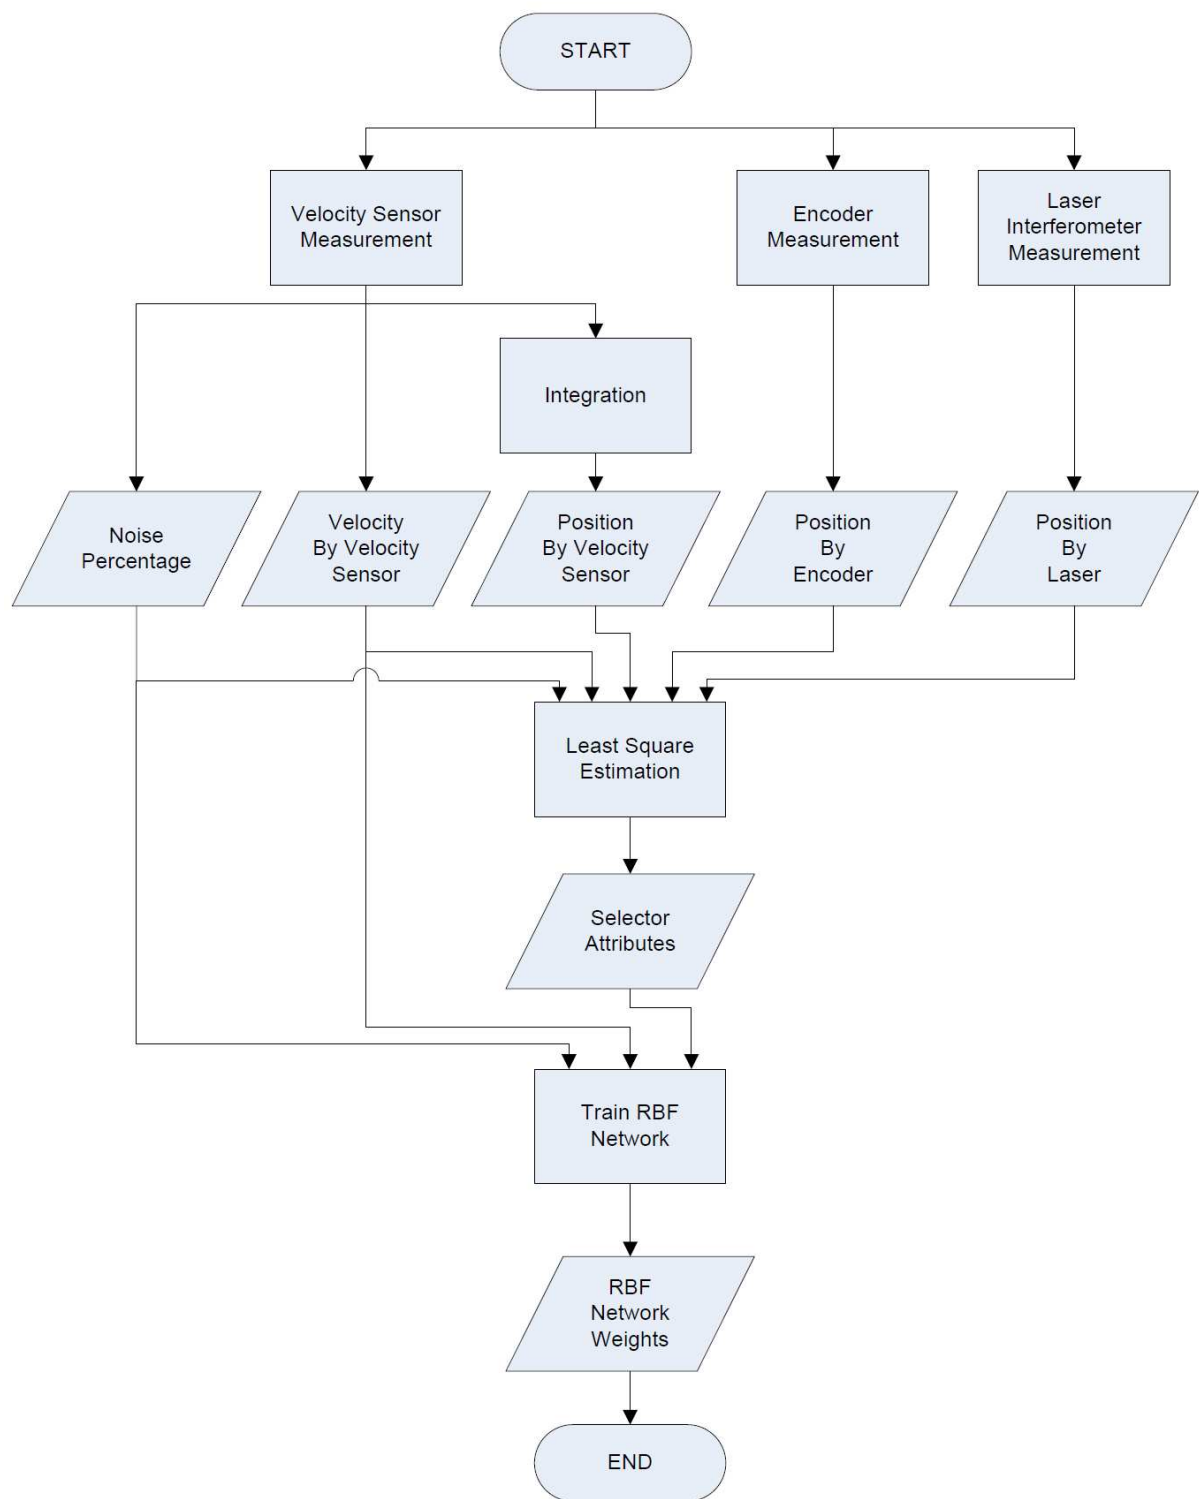 START
Velocity Sensor
Measurement
Encoder
Measurement
Laser
Interferometer
Measurement
Integration
Noise
Percentage
Velocity
By Velocity
Sensor
Position
By Velocity
Sensor
Position
By
Encoder
Position
By
Laser
Least Square
Estimation
Selector
Attributes
Train RBF
Network
RBF
Network
Weights
END